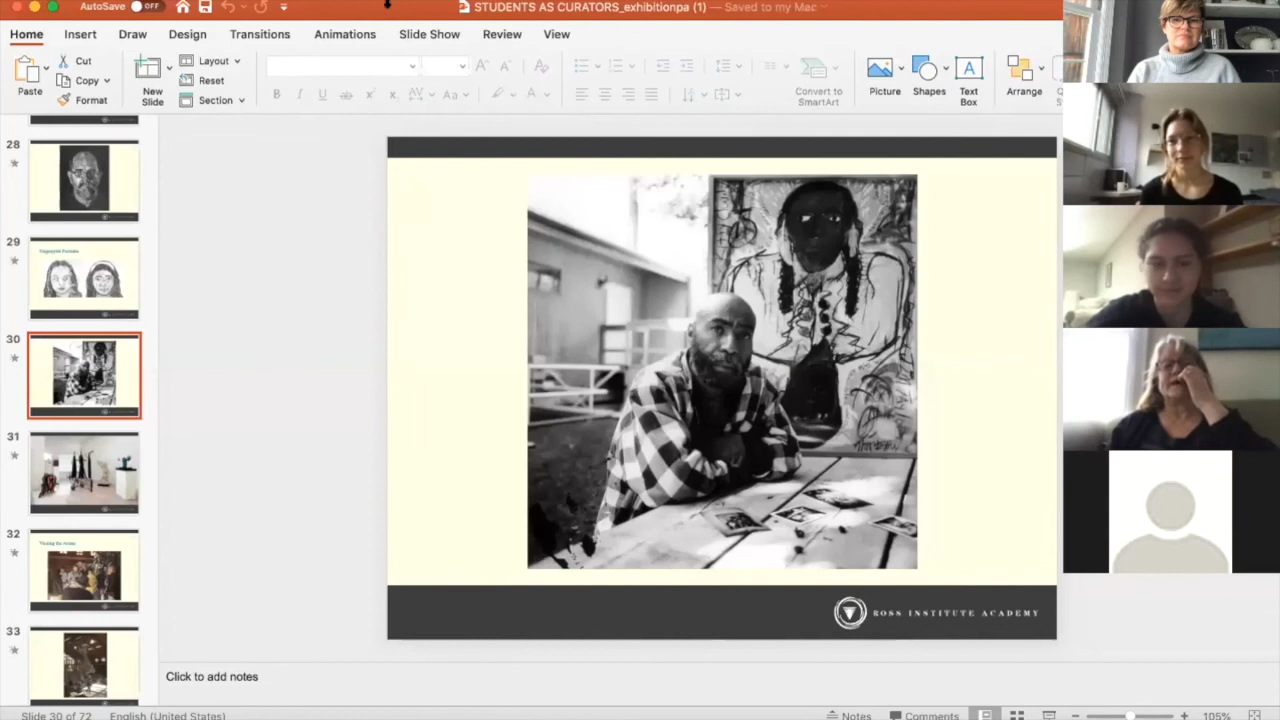 AutoSave OFF
STUDENTS AS CURATORS_exhibitionpa (1) — Saved to my Mac
Home Insert Draw Design Transitions Animations Slide Show Review View
Paste
Cut
Copy
Format
New Slide
Layout
Reset
Section
B I U ab
Aa
Convert to SmartArt
Picture
Shapes
Text Box
Arrange
28
29
30
31
32
33
ROSS INSTITUTE ACADEMY
Click to add notes
Slide 30 of 72 English (United States)
Notes Comments 105%